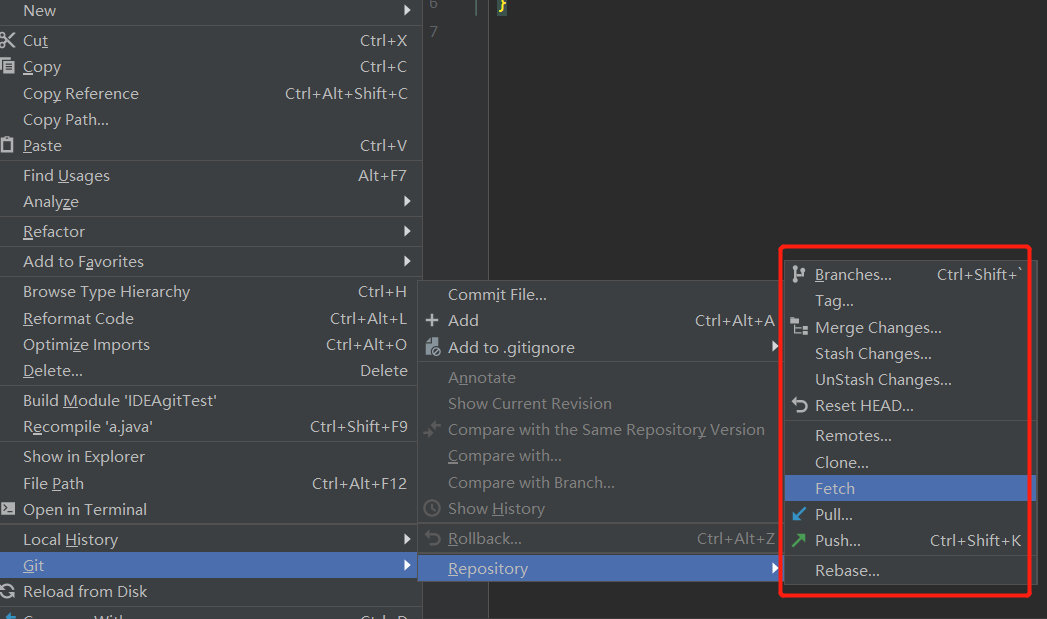 New
Cut Ctrl+X
Copy Ctrl+C
Copy Reference Ctrl+Alt+Shift+C
Copy Path...
Paste Ctrl+V
Find Usages Alt+F7
Analyze
Refactor
Add to Favorites
Browse Type Hierarchy Ctrl+H
Reformat Code Ctrl+Alt+L
Optimize Imports Ctrl+Alt+O
Delete... Delete
Build Module 'IDEAgitTest'
Recompile 'a.java' Ctrl+Shift+F9
Show in Explorer
File Path Ctrl+Alt+F12
Open in Terminal
Local History
Git
Reload from Disk
6 }
7
Commit File...
Add Ctrl+Alt+A
Add to .gitignore
Annotate
Show Current Revision
Compare with the Same Repository Version
Compare with...
Compare with Branch...
Show History
Rollback... Ctrl+Alt+Z
Repository
Branches... Ctrl+Shift+`
Tag...
Merge Changes...
Stash Changes...
UnStash Changes...
Reset HEAD...
Remotes...
Clone...
Fetch
Pull...
Push... Ctrl+Shift+K
Rebase...